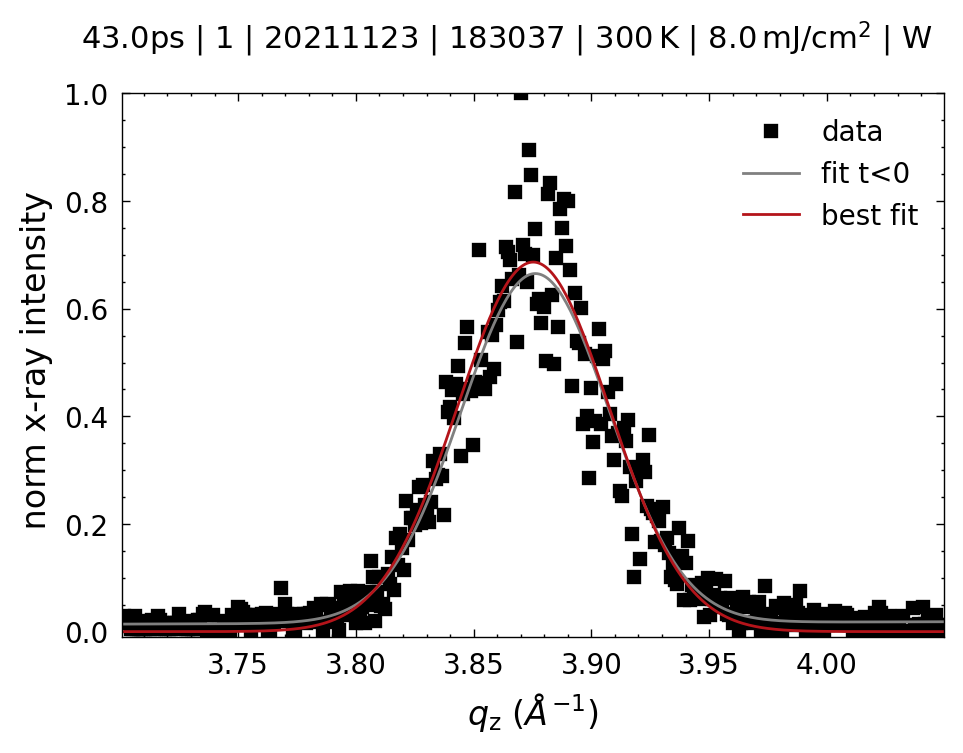 43.0ps | 1 | 20211123 | 183037 | 300 K | 8.0 mJ/cm² | W
1.0
0.8
0.6
0.4
0.2
0.0
norm x-ray intensity
data
fit t<0
best fit
3.75 3.80 3.85 3.90 3.95 4.00
q_z (Å⁻¹)